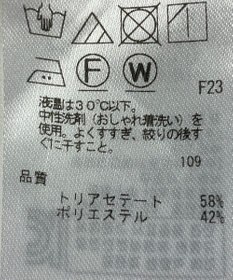 F
W
F23
液温は30℃以下。
中性洗剤（おしゃれ着洗い）を
使用。よくすすぎ、絞りの後す
ぐに干すこと。
109
品質
トリアセテート 58%
ポリエステル 42%